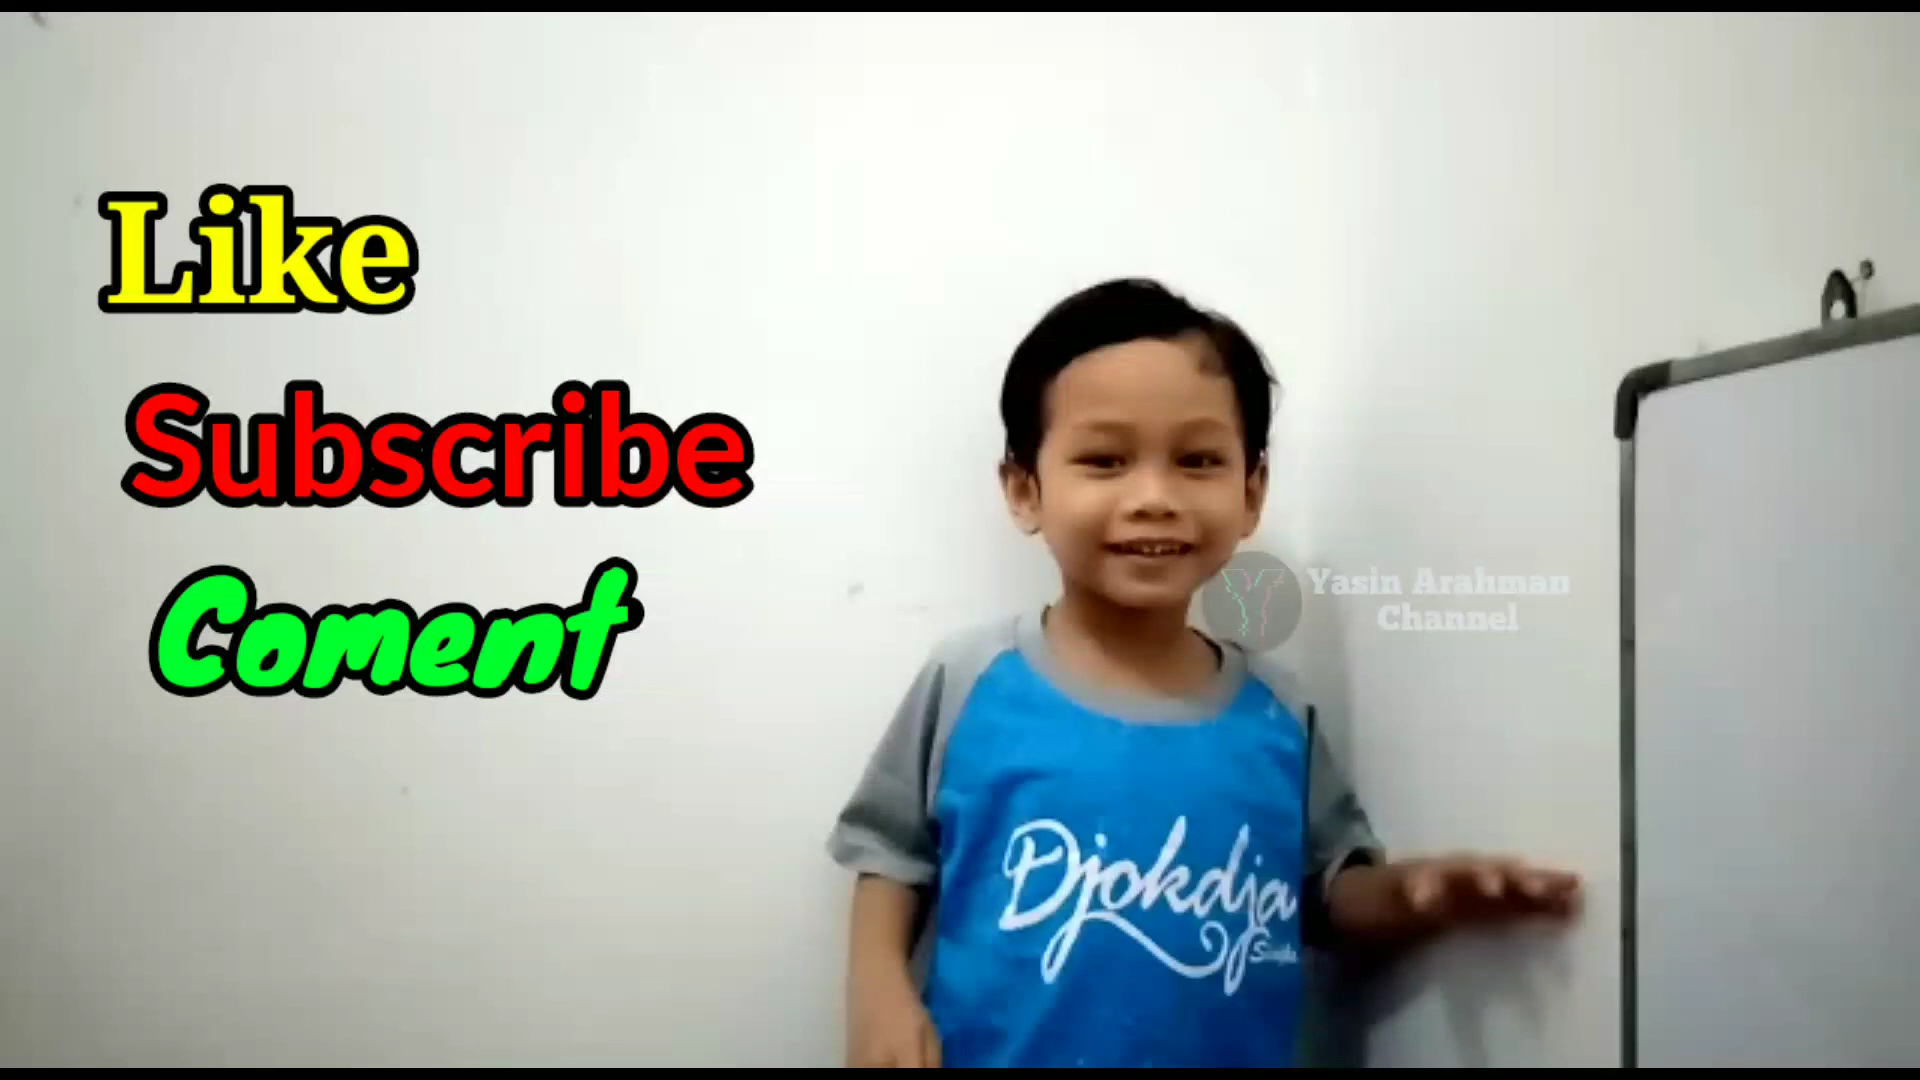 Like
Subscribe
Coment
Yasin Arahman
Channel
Djokdja